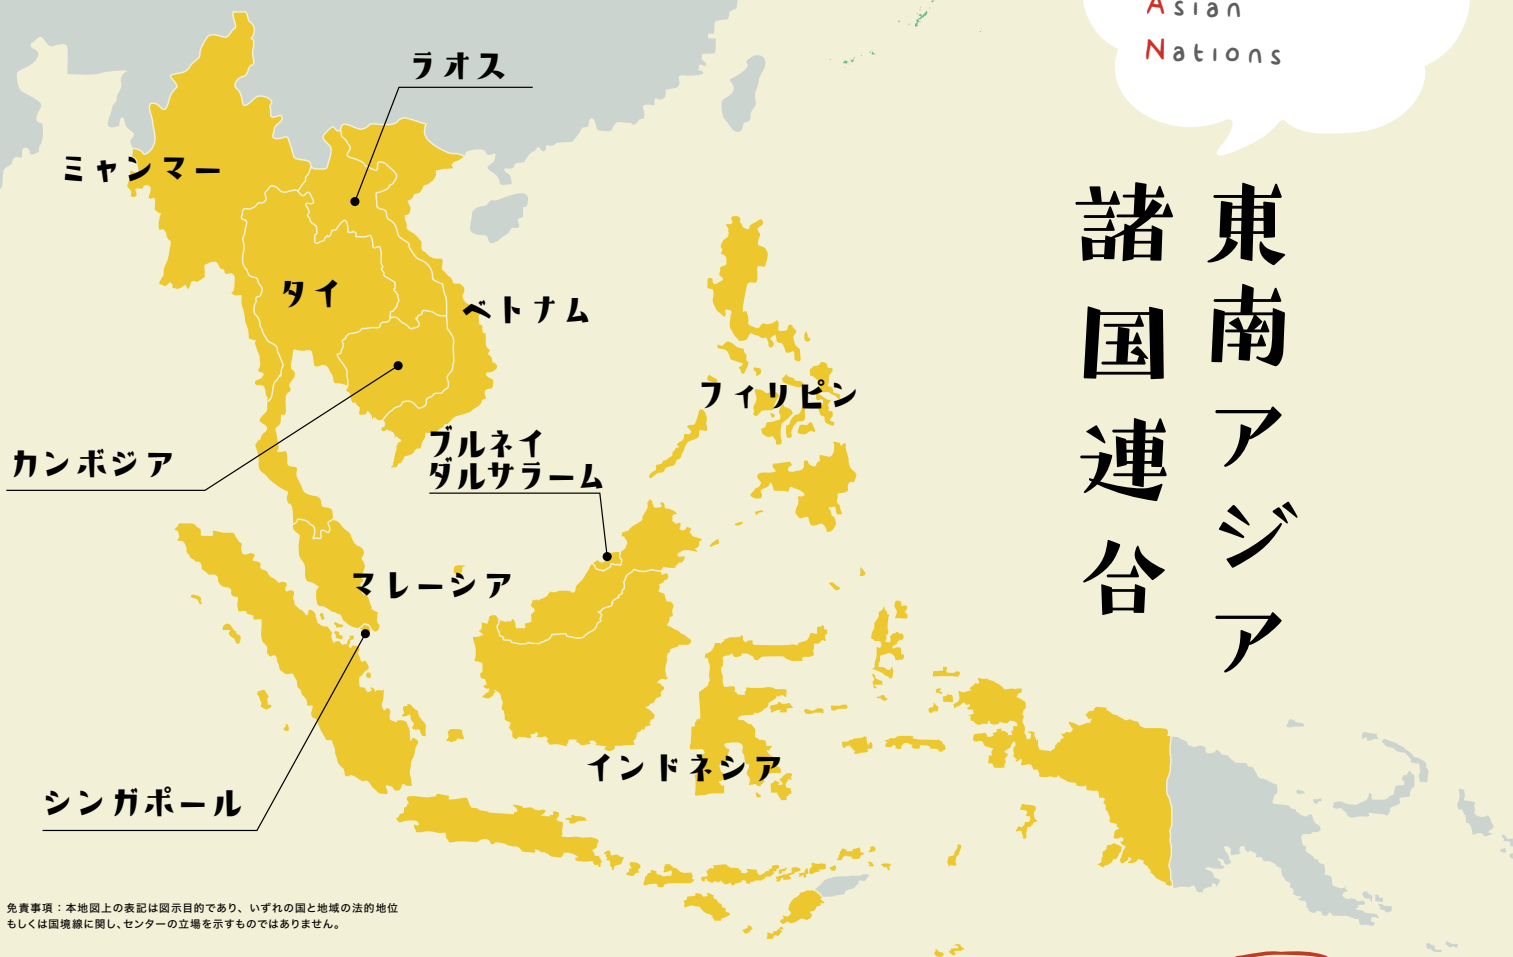 Asian
Nations
東南アジア
諸国連合
ラオス
ミャンマー
タイ
ベトナム
フィリピン
カンボジア
ブルネイ
ダルサラーム
マレーシア
インドネシア
シンガポール
免責事項：本地図上の表記は図示目的であり、いずれの国と地域の法的地位
もしくは国境線に関し、センターの立場を示すものではありません。